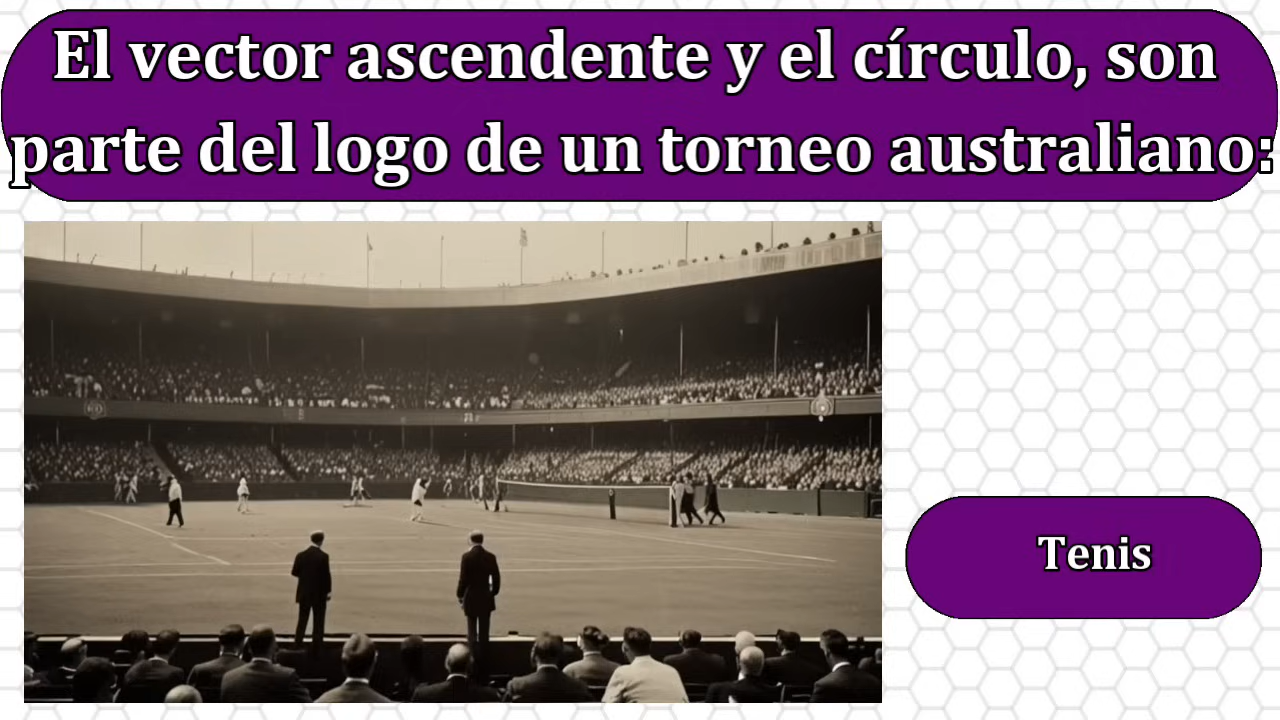 El vector ascendente y el círculo, son
parte del logo de un torneo australiano:
Tenis